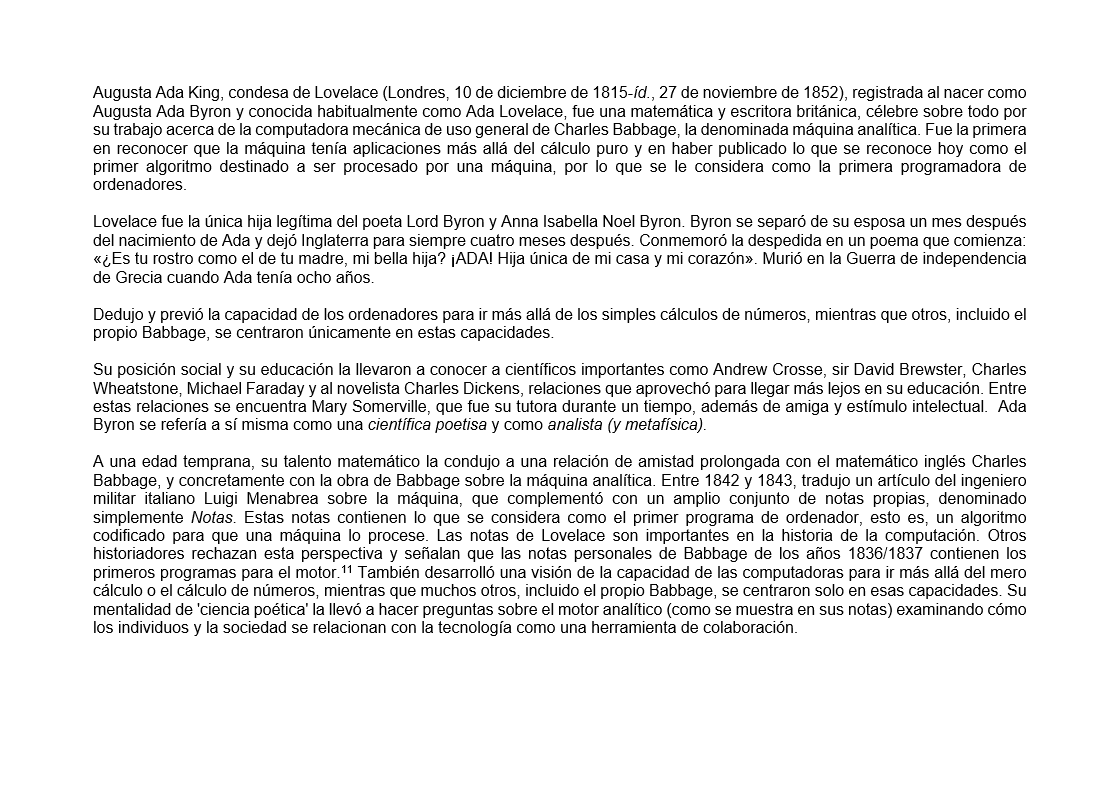 Augusta Ada King, condesa de Lovelace (Londres, 10 de diciembre de 1815-íd., 27 de noviembre de 1852), registrada al nacer como
Augusta Ada Byron y conocida habitualmente como Ada Lovelace, fue una matemática y escritora británica, célebre sobre todo por
su trabajo acerca de la computadora mecánica de uso general de Charles Babbage, la denominada máquina analítica. Fue la primera
en reconocer que la máquina tenía aplicaciones más allá del cálculo puro y en haber publicado lo que se reconoce hoy como el
primer algoritmo destinado a ser procesado por una máquina, por lo que se le considera como la primera programadora de
ordenadores.
Lovelace fue la única hija legítima del poeta Lord Byron y Anna Isabella Noel Byron. Byron se separó de su esposa un mes después
del nacimiento de Ada y dejó Inglaterra para siempre cuatro meses después. Conmemoró la despedida en un poema que comienza:
«¿Es tu rostro como el de tu madre, mi bella hija? ¡ADA! Hija única de mi casa y mi corazón». Murió en la Guerra de independencia
de Grecia cuando Ada tenía ocho años.
Dedujo y previó la capacidad de los ordenadores para ir más allá de los simples cálculos de números, mientras que otros, incluido el
propio Babbage, se centraron únicamente en estas capacidades.
Su posición social y su educación la llevaron a conocer a científicos importantes como Andrew Crosse, sir David Brewster, Charles
Wheatstone, Michael Faraday y al novelista Charles Dickens, relaciones que aprovechó para llegar más lejos en su educación. Entre
estas relaciones se encuentra Mary Somerville, que fue su tutora durante un tiempo, además de amiga y estímulo intelectual. Ada
Byron se refería a sí misma como una científica poetisa y como analista (y metafísica).
A una edad temprana, su talento matemático la condujo a una relación de amistad prolongada con el matemático inglés Charles
Babbage, y concretamente con la obra de Babbage sobre la máquina analítica. Entre 1842 y 1843, tradujo un artículo del ingeniero
militar italiano Luigi Menabrea sobre la máquina, que complementó con un amplio conjunto de notas propias, denominado
simplemente Notas. Estas notas contienen lo que se considera como el primer programa de ordenador, esto es, un algoritmo
codificado para que una máquina lo procese. Las notas de Lovelace son importantes en la historia de la computación. Otros
historiadores rechazan esta perspectiva y señalan que las notas personales de Babbage de los años 1836/1837 contienen los
primeros programas para el motor.¹¹ También desarrolló una visión de la capacidad de las computadoras para ir más allá del mero
cálculo o el cálculo de números, mientras que muchos otros, incluido el propio Babbage, se centraron solo en esas capacidades. Su
mentalidad de 'ciencia poética' la llevó a hacer preguntas sobre el motor analítico (como se muestra en sus notas) examinando cómo
los individuos y la sociedad se relacionan con la tecnología como una herramienta de colaboración.